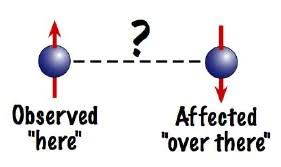 ?
Observed
"here"
Affected
"over there"